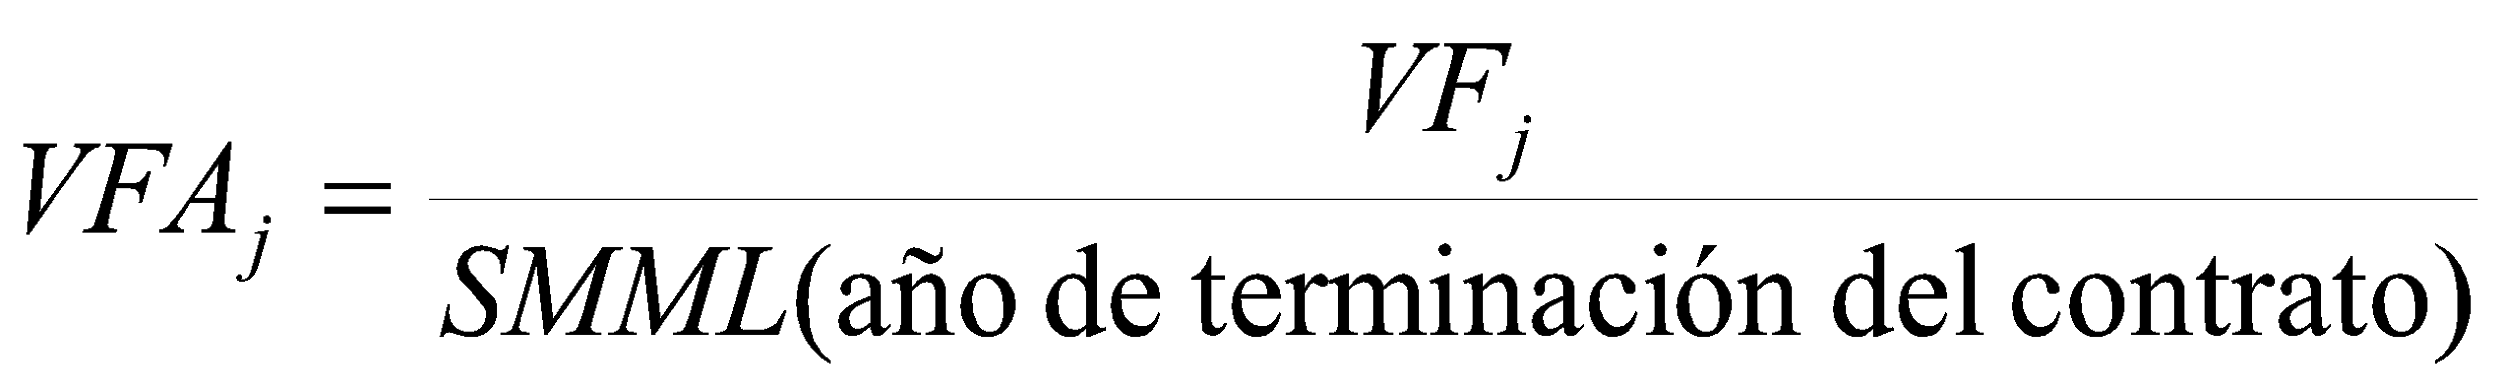 VF_j
VFA_j =
SMML(año de terminación del contrato)